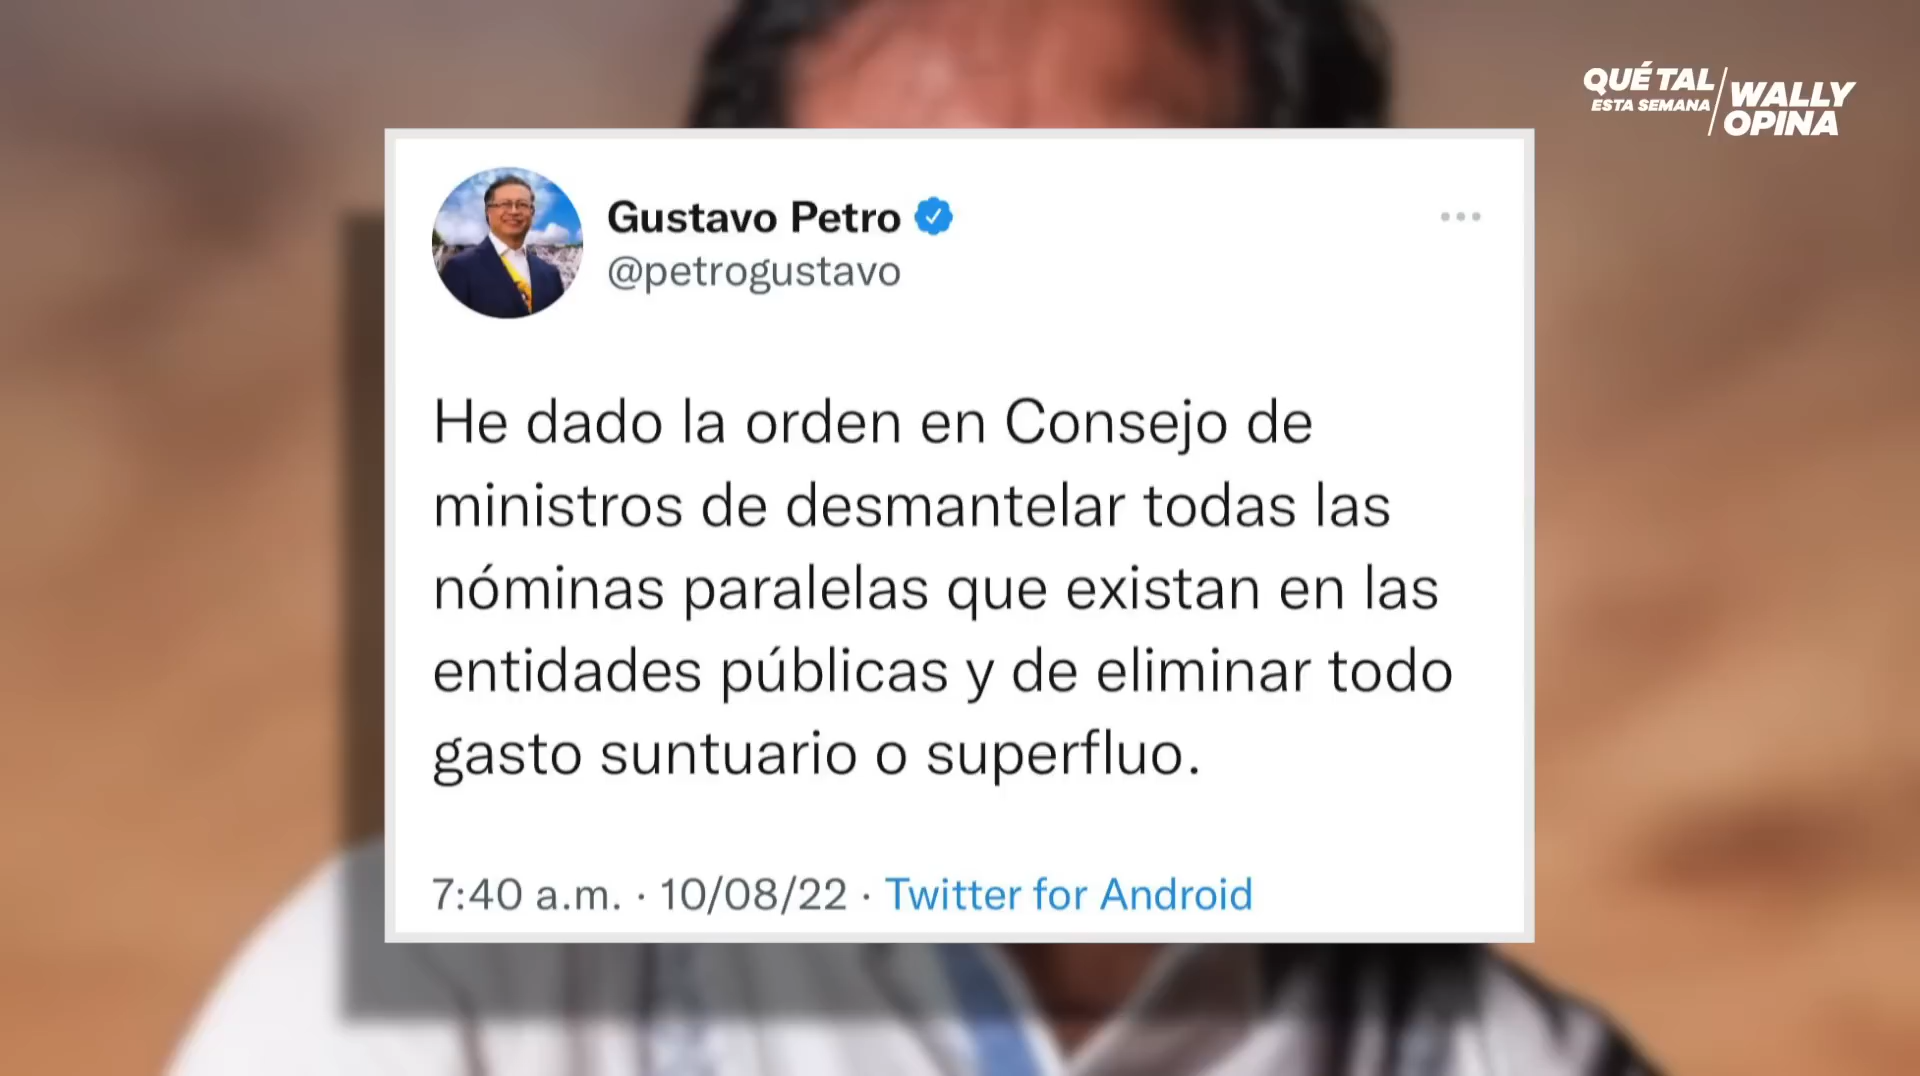 QUÉ TAL
ESTA SEMANA
WALLY
OPINA
Gustavo Petro
@petrogustavo
He dado la orden en Consejo de
ministros de desmantelar todas las
nóminas paralelas que existan en las
entidades públicas y de eliminar todo
gasto suntuario o superfluo.
7:40 a.m. · 10/08/22 · Twitter for Android